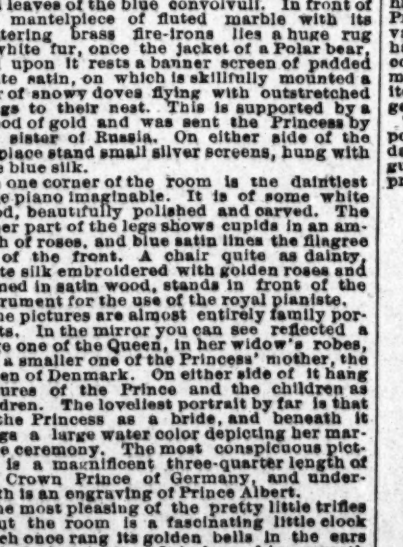 leaves of the blue convolvuli. In front of
mantelpiece of fluted marble with its
tering brass fire-irons lies a huge rug
white fur, once the jacket of a Polar bear,
upon it rests a banner screen of padded
te satin, on which is skillfully mounted a
r of snowy doves flying with outstretched
gs to their nest. This is supported by a
od of gold and was sent the Princess by
sister of Russia. On either side of the
place stand small silver screens, hung with
e blue silk.
one corner of the room is the daintiest
e piano imaginable. It is of some white
od, beautifully polished and carved. The
er part of the legs shows cupids in an am-
h of roses, and blue satin lines the filagree
of the front. A chair quite as dainty,
te silk embroidered with golden roses and
ned in satin wood, stands in front of the
rument for the use of the royal pianiste.
he pictures are almost entirely family por-
ts. In the mirror you can see reflected a
e one of the Queen, in her widow's robes,
a smaller one of the Princess' mother, the
en of Denmark. On either side of it hang
ures of the Prince and the children as
dren. The loveliest portrait by far is that
the Princess as a bride, and beneath it
gs a large water color depicting her mar-
e ceremony. The most conspicuous pict-
is a magnificent three-quarter length of
Crown Prince of Germany, and under-
th is an engraving of Prince Albert.
he most pleasing of the pretty little trifles
ut the room is a fascinating little clock
ch once rang its golden bells in the ears